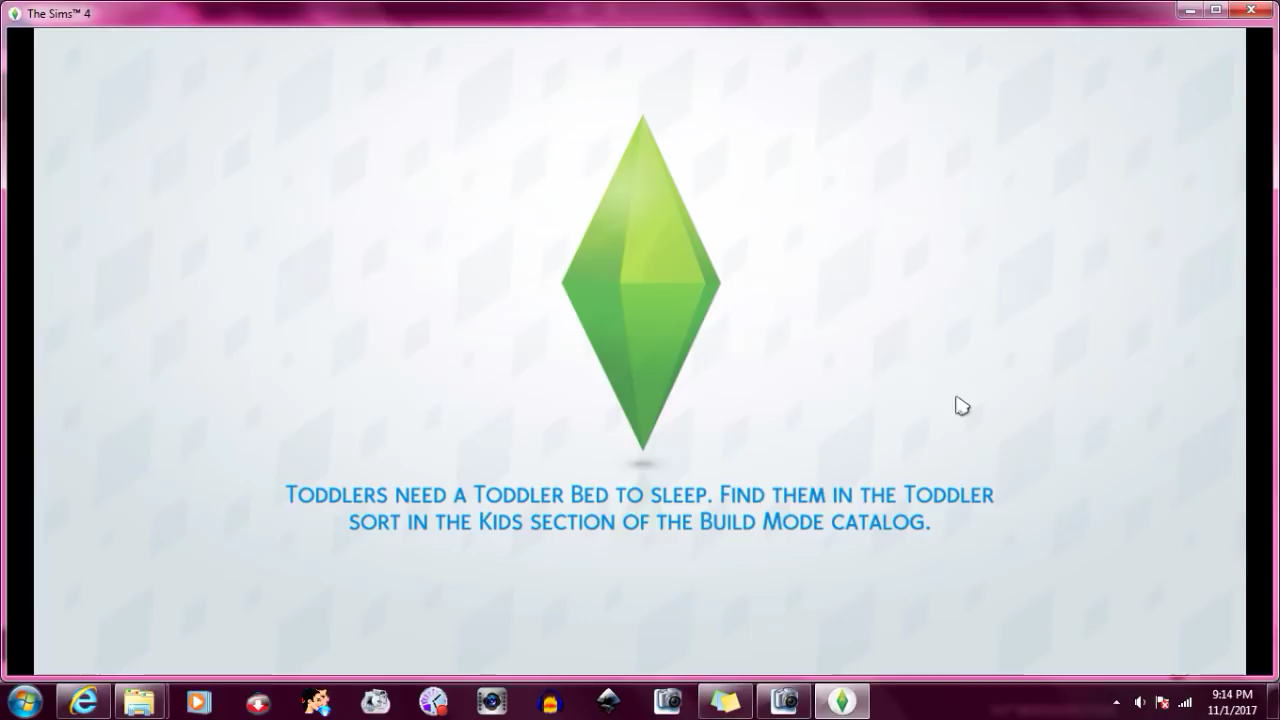 The Sims™ 4
TODDLERS NEED A TODDLER BED TO SLEEP. FIND THEM IN THE TODDLER
SORT IN THE KIDS SECTION OF THE BUILD MODE CATALOG.
9:14 PM
11/1/2017